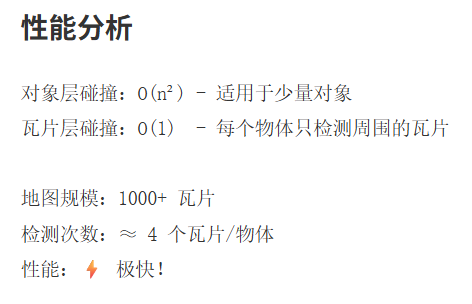 性能分析
对象层碰撞: O(n²) - 适用于少量对象
瓦片层碰撞: O(1) - 每个物体只检测周围的瓦片
地图规模: 1000+ 瓦片
检测次数: ≈ 4 个瓦片/物体
性能: ⚡ 极快!